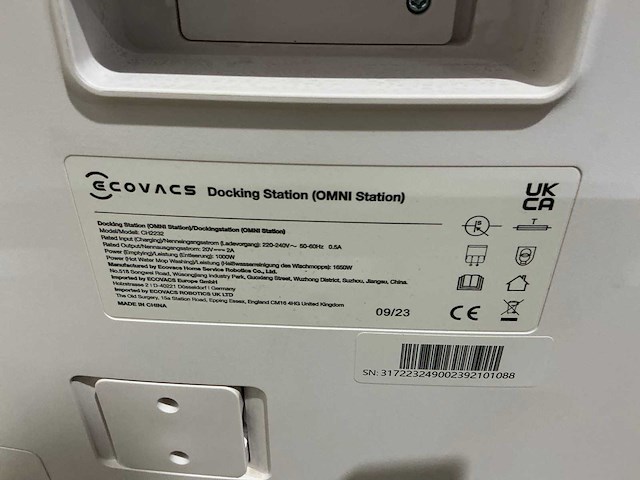 ECOVACS Docking Station (OMNI Station)
UK
CA
Docking Station (OMNI Station)/Dockingstation (OMNI Station)
Model/Modell: CH2232
Rated Input (Charging)/Nenneingangsstrom (Ladevorgang): 220-240V~ 50-60Hz 0.5A
Rated Output/Nennausgangsstrom: 20V⎓2A
Power (Emptying)/Leistung (Entleerung): 1000W
Power (Hot Water Mop Washing)/Leistung (Heißwasserreinigung des Wischmopps): 1650W
Manufactured by Ecovacs Home Service Robotics Co., Ltd.
No.518 Songwei Road, Wusongjiang Industry Park, Guoxiang Street, Wuzhong District, Suzhou, Jiangsu, China.
Imported by ECOVACS Europe GmbH
Holzstrasse 2 I D-40221 Düsseldorf I Germany
Imported by ECOVACS ROBOTICS UK LTD
The Old Surgery, 15a Station Road, Epping Essex, England CM16 4HG United Kingdom
MADE IN CHINA
09/23
CE
SN: 317223249002392101088